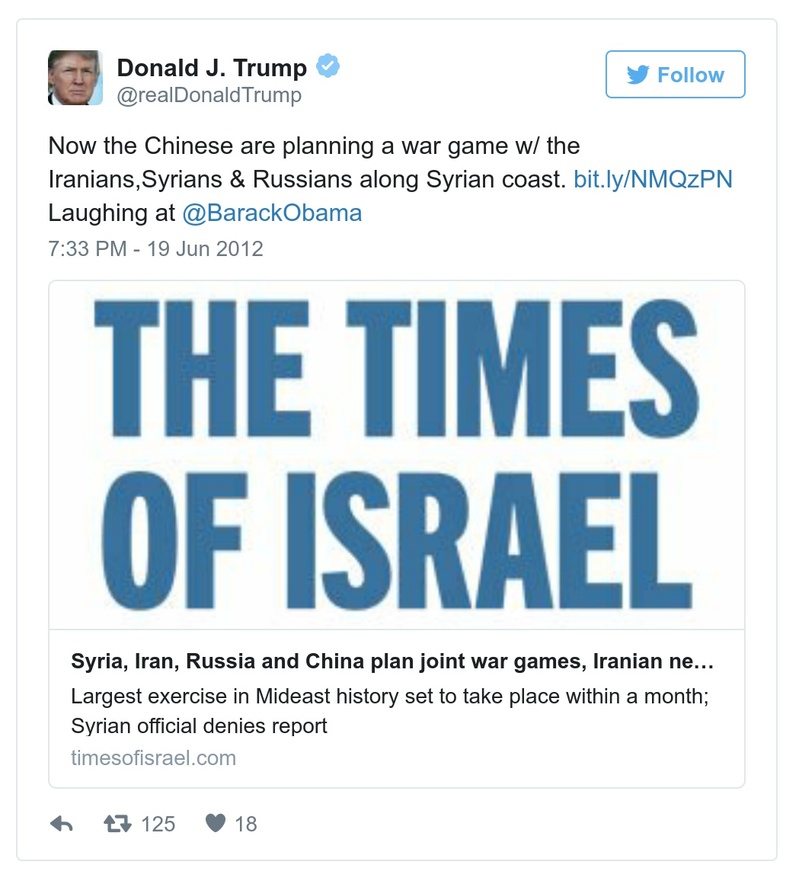 Donald J. Trump
@realDonaldTrump
Follow
Now the Chinese are planning a war game w/ the
Iranians,Syrians & Russians along Syrian coast. bit.ly/NMQzPN
Laughing at @BarackObama
7:33 PM - 19 Jun 2012
THE TIMES
OF ISRAEL
Syria, Iran, Russia and China plan joint war games, Iranian ne…
Largest exercise in Mideast history set to take place within a month;
Syrian official denies report
timesofisrael.com
125 18